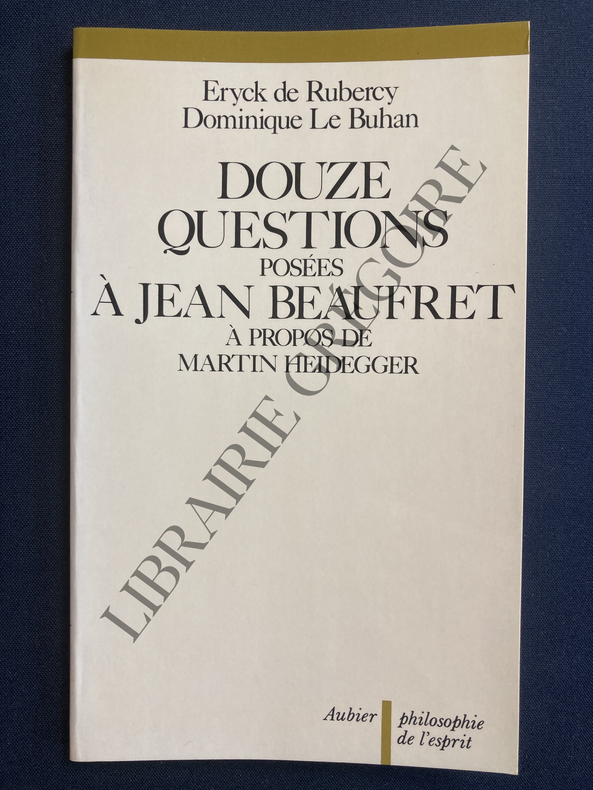 Eryck de Rubercy
Dominique Le Buhan
DOUZE
QUESTIONS
POSÉES
À JEAN BEAUFRET
À PROPOS DE
MARTIN HEIDEGGER
LIBRAIRIE GRÉGOIRE
Aubier
philosophie
de l'esprit